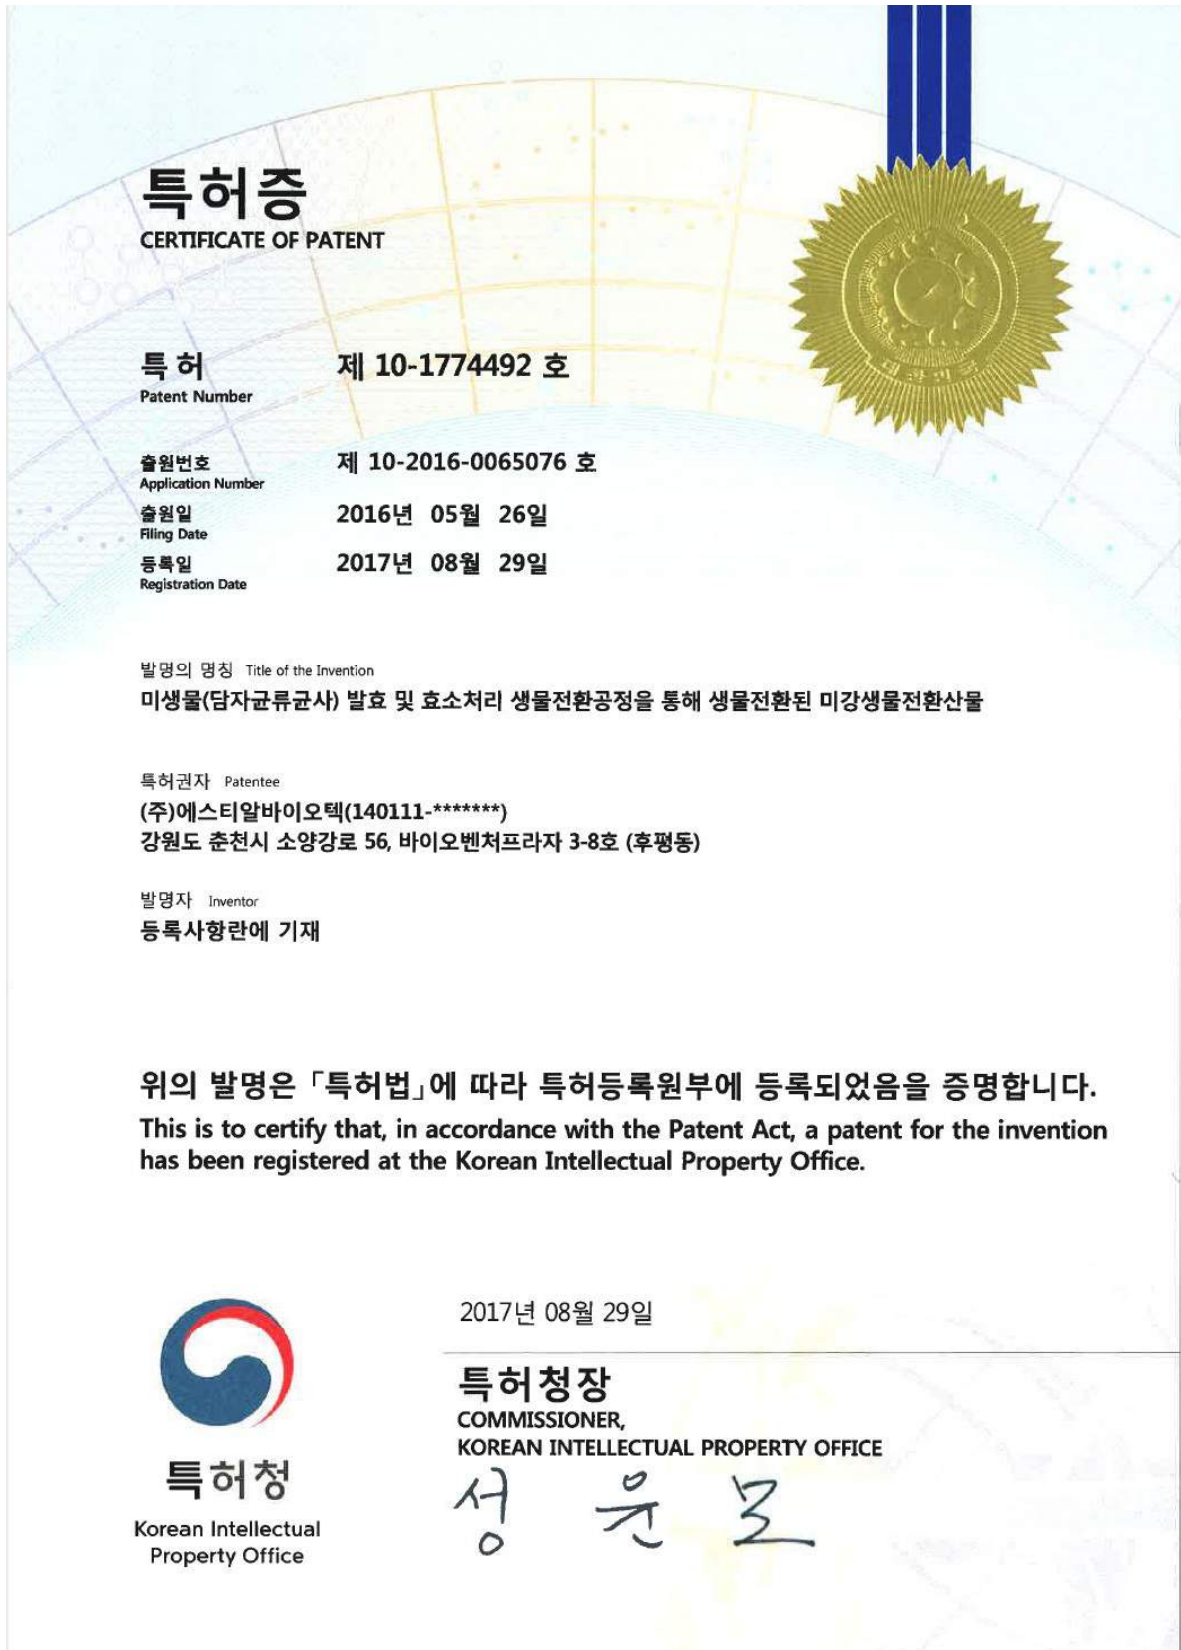 특허증
CERTIFICATE OF PATENT
특 허 제 10-1774492 호
Patent Number
출원번호 제 10-2016-0065076 호
Application Number
출원일 2016년 05월 26일
Filing Date
등록일 2017년 08월 29일
Registration Date
발명의 명칭 Title of the Invention
미생물(담자균류균사) 발효 및 효소처리 생물전환공정을 통해 생물전환된 미강생물전환산물
특허권자 Patentee
(주)에스티알바이오텍(140111-*******)
강원도 춘천시 소양강로 56, 바이오벤처프라자 3-8호 (후평동)
발명자 Inventor
등록사항란에 기재
위의 발명은 「특허법」에 따라 특허등록원부에 등록되었음을 증명합니다.
This is to certify that, in accordance with the Patent Act, a patent for the invention
has been registered at the Korean Intellectual Property Office.
2017년 08월 29일
특허청장
COMMISSIONER,
KOREAN INTELLECTUAL PROPERTY OFFICE
성 윤 모
특허청
Korean Intellectual
Property Office